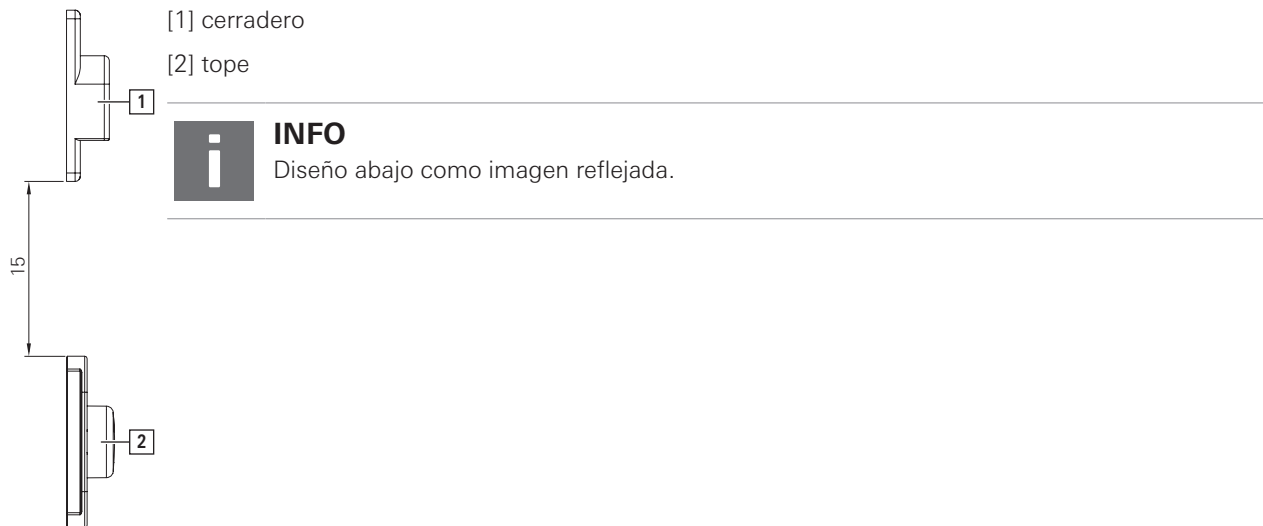 [1] cerradero
[2] tope
1
INFO
Diseño abajo como imagen reflejada.
15
2